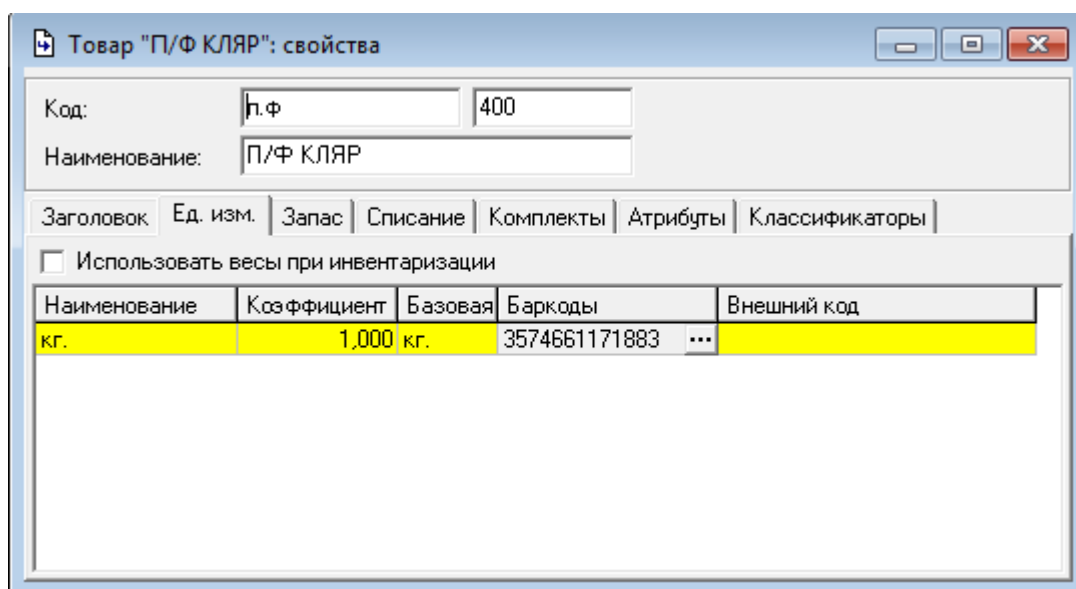 Товар "П/Ф КЛЯР": свойства
Код: п.ф 400
Наименование: П/Ф КЛЯР
Заголовок Ед. изм. Запас Списание Комплекты Атрибуты Классификаторы
Использовать весы при инвентаризации
Наименование Коэффициент Базовая Баркоды Внешний код
кг. 1,000 кг. 3574661171883 ...